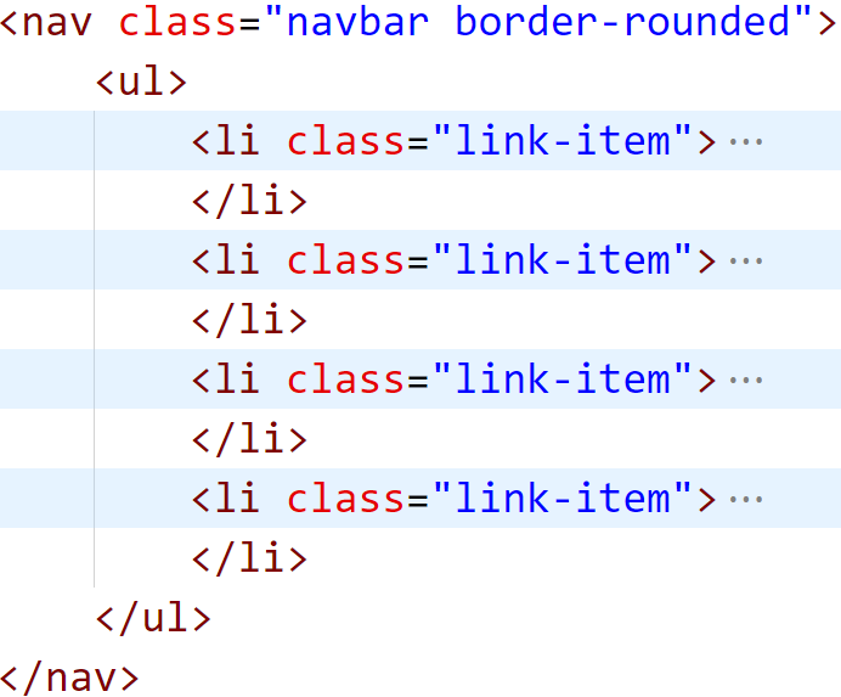 <nav class="navbar border-rounded">
    <ul>
        <li class="link-item">···
        </li>
        <li class="link-item">···
        </li>
        <li class="link-item">···
        </li>
        <li class="link-item">···
        </li>
    </ul>
</nav>